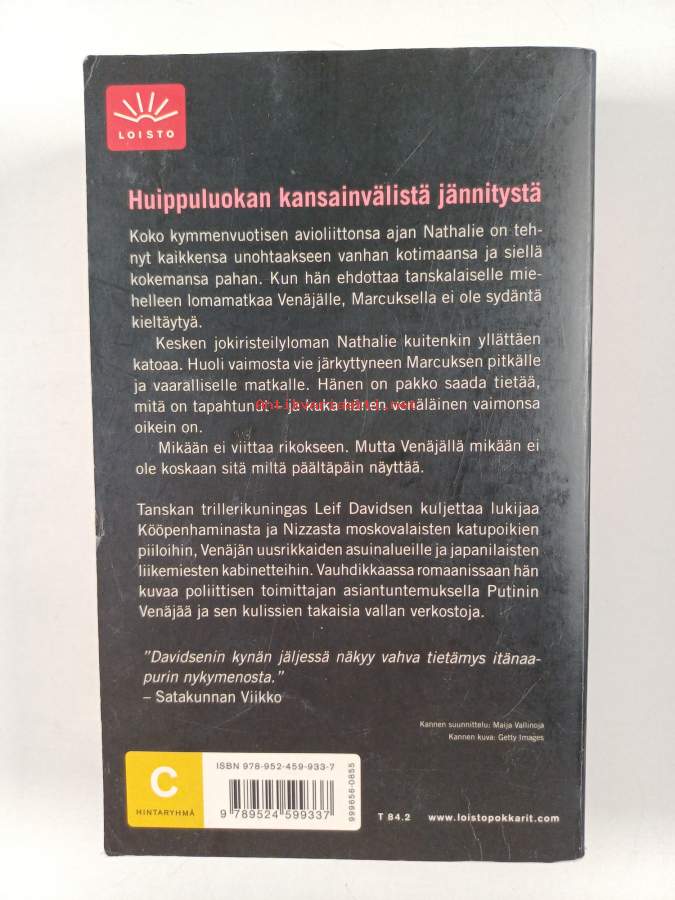 LOISTO
Huippuluokan kansainvälistä jännitystä
Koko kymmenvuotisen avioliittonsa ajan Nathalie on teh-
nyt kaikkensa unohtaakseen vanhan kotimaansa ja siellä
kokemansa pahan. Kun hän ehdottaa tanskalaiselle mie-
helleen lomamatkaa Venäjälle, Marcuksella ei ole sydäntä
kieltäytyä.
Kesken jokiristeilyloman Nathalie kuitenkin yllättäen
katoaa. Huoli vaimosta vie järkyttyneen Marcuksen pitkälle
ja vaaralliselle matkalle. Hänen on pakko saada tietää,
mitä on tapahtunut – ja kuka hänen venäläinen vaimonsa
oikein on.
Mikään ei viittaa rikokseen. Mutta Venäjällä mikään ei
ole koskaan sitä miltä päältäpäin näyttää.
Tanskan trillerikuningas Leif Davidsen kuljettaa lukijaa
Kööpenhaminasta ja Nizzasta moskovalaisten katupoikien
piiloihin, Venäjän uusrikkaiden asuinalueille ja japanilaisten
liikemiesten kabinetteihin. Vauhdikkaassa romaanissaan hän
kuvaa poliittisen toimittajan asiantuntemuksella Putinin
Venäjää ja sen kulissien takaisia vallan verkostoja.
”Davidsenin kynän jäljessä näkyy vahva tietämys itänaa-
purin nykymenosta.”
– Satakunnan Viikko
Kannen suunnittelu: Maija Vallinoja
Kannen kuva: Getty Images
C
HINTARYHMÄ
ISBN 978-952-459-933-7
9 789524 599337
999856-0855
T 84.2
www.loistopokkarit.com